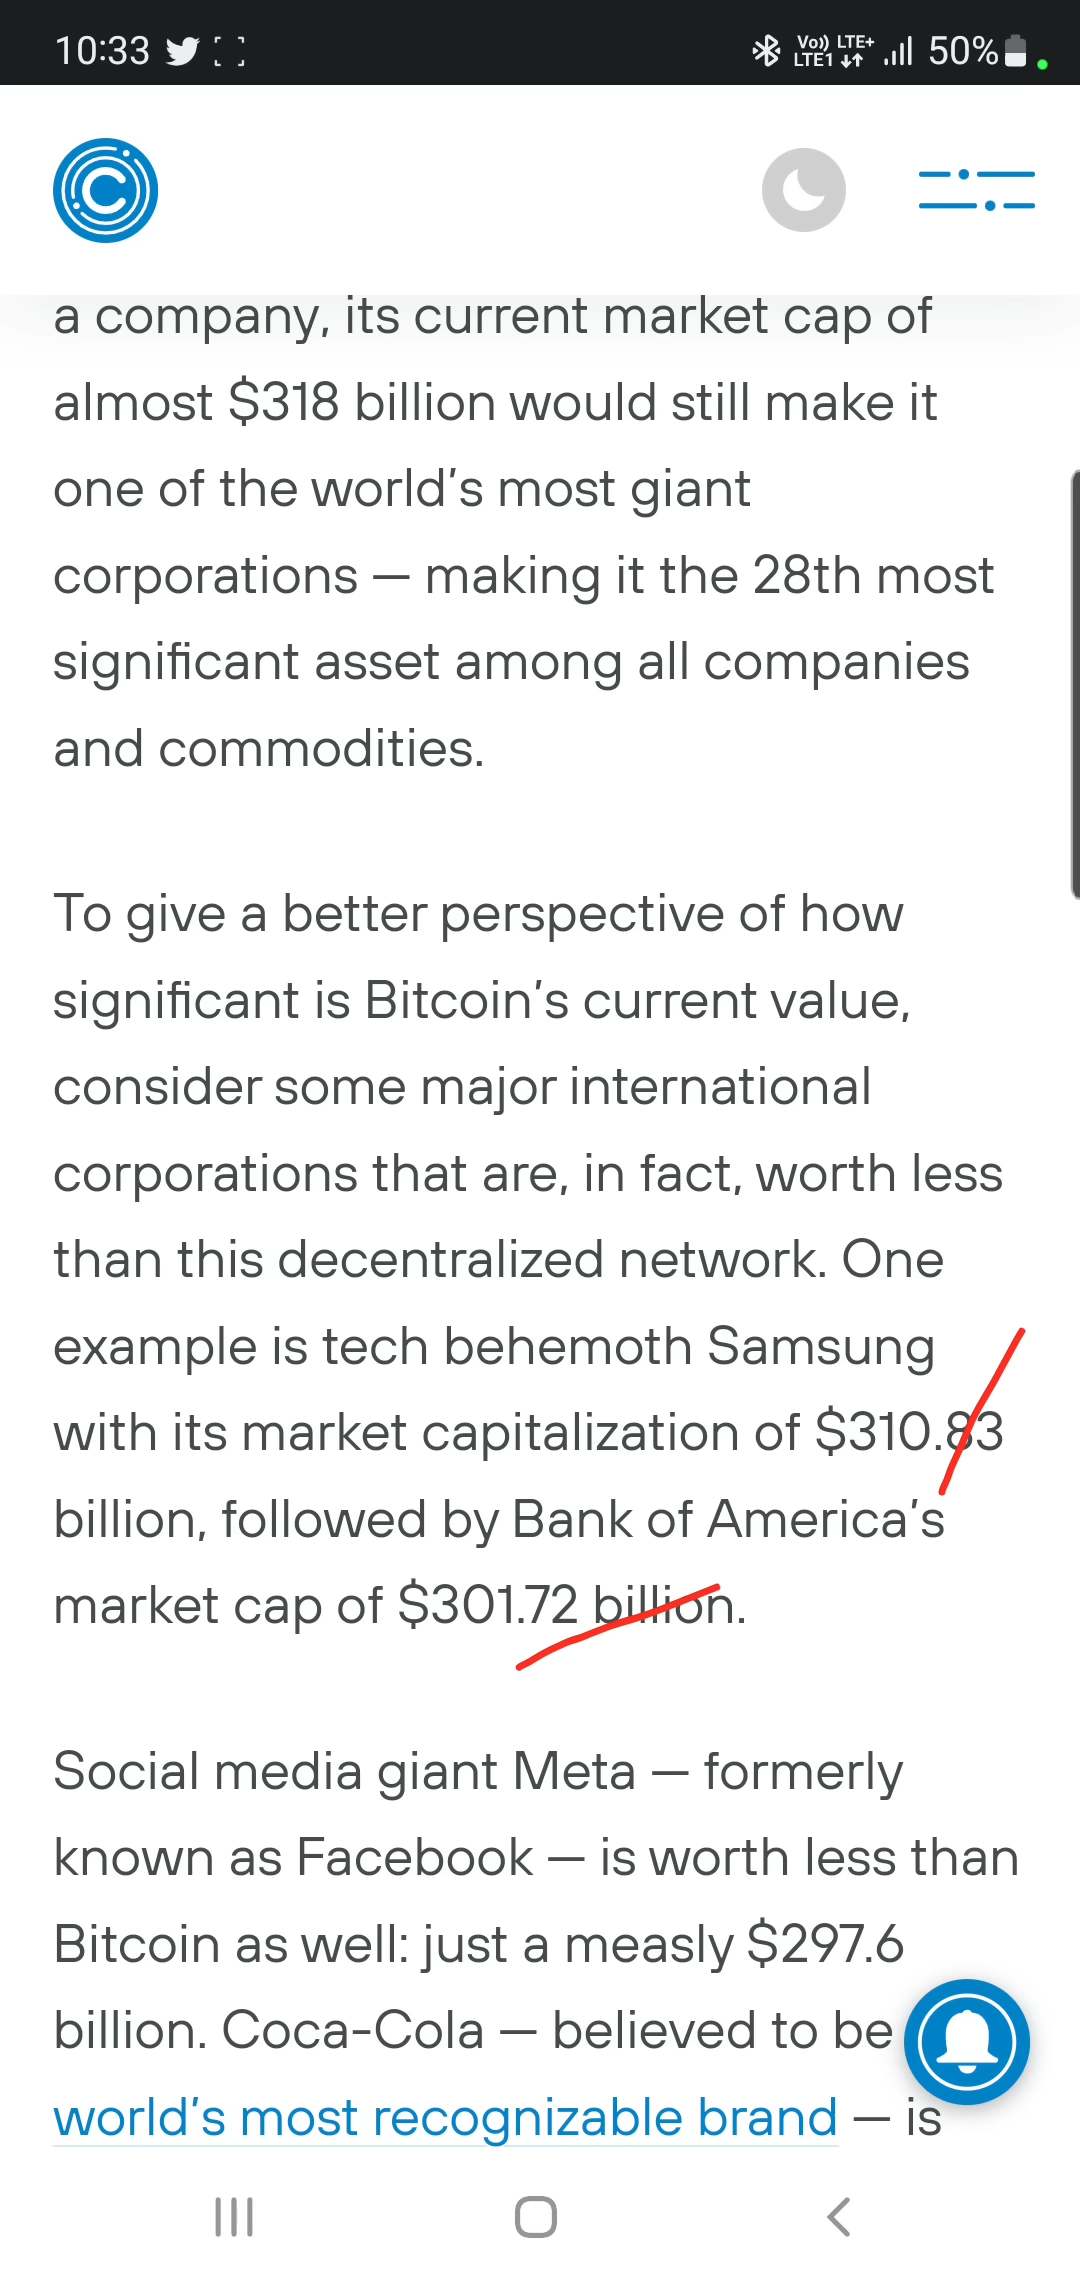 10:33
Vo)) LTE+
LTE1
50%
C
a company, its current market cap of
almost $318 billion would still make it
one of the world's most giant
corporations — making it the 28th most
significant asset among all companies
and commodities.
To give a better perspective of how
significant is Bitcoin's current value,
consider some major international
corporations that are, in fact, worth less
than this decentralized network. One
example is tech behemoth Samsung
with its market capitalization of $310.83
billion, followed by Bank of America's
market cap of $301.72 billion.
Social media giant Meta — formerly
known as Facebook — is worth less than
Bitcoin as well: just a measly $297.6
billion. Coca-Cola — believed to be
world's most recognizable brand — is